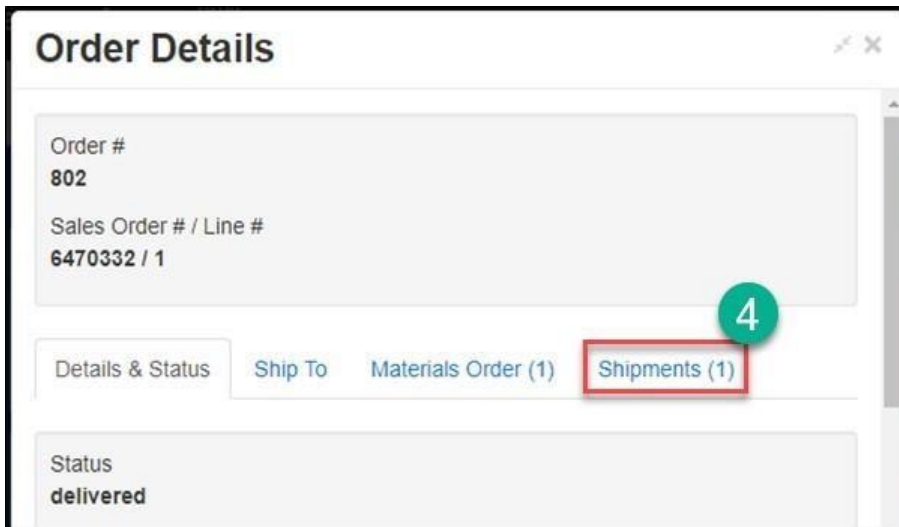 Order Details
Order #
802
Sales Order # / Line #
6470332 / 1
4
Details & Status Ship To Materials Order (1) Shipments (1)
Status
delivered